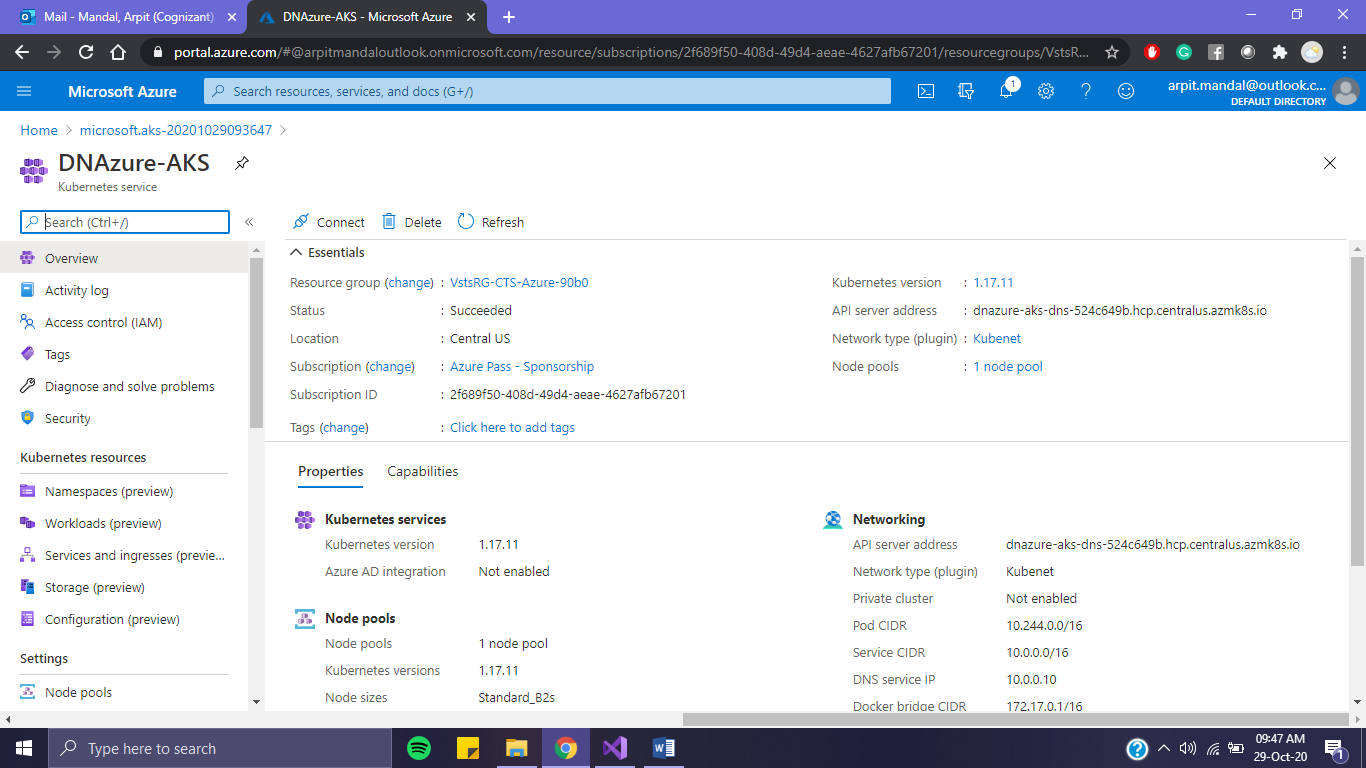 Mail - Mandal, Arpit (Cognizant)
DNAzure-AKS - Microsoft Azure
portal.azure.com/#@arpitmandaloutlook.onmicrosoft.com/resource/subscriptions/2f689f50-408d-49d4-aeae-4627afb67201/resourcegroups/VstsR...
Microsoft Azure
Search resources, services, and docs (G+/)
1
arpit.mandal@outlook.c...
DEFAULT DIRECTORY
Home > microsoft.aks-20201029093647 >
DNAzure-AKS
Kubernetes service
Search (Ctrl+/)
«
Connect Delete Refresh
Overview
Activity log
Access control (IAM)
Tags
Diagnose and solve problems
Security
Kubernetes resources
Namespaces (preview)
Workloads (preview)
Services and ingresses (previe...
Storage (preview)
Configuration (preview)
Settings
Node pools
Essentials
Resource group (change) : VstsRG-CTS-Azure-90b0
Status : Succeeded
Location : Central US
Subscription (change) : Azure Pass - Sponsorship
Subscription ID : 2f689f50-408d-49d4-aeae-4627afb67201
Tags (change) : Click here to add tags
Kubernetes version : 1.17.11
API server address : dnazure-aks-dns-524c649b.hcp.centralus.azmk8s.io
Network type (plugin) : Kubenet
Node pools : 1 node pool
Properties Capabilities
Kubernetes services
Kubernetes version 1.17.11
Azure AD integration Not enabled
Node pools
Node pools 1 node pool
Kubernetes versions 1.17.11
Node sizes Standard_B2s
Networking
API server address dnazure-aks-dns-524c649b.hcp.centralus.azmk8s.io
Network type (plugin) Kubenet
Private cluster Not enabled
Pod CIDR 10.244.0.0/16
Service CIDR 10.0.0.0/16
DNS service IP 10.0.0.10
Docker bridge CIDR 172.17.0.1/16
Type here to search
09:47 AM
29-Oct-20
1